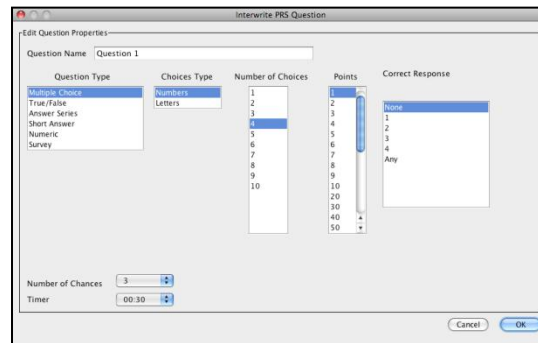 Interwrite PRS Question
Edit Question Properties
Question Name Question 1
Question Type
Multiple Choice
True/False
Answer Series
Short Answer
Numeric
Survey
Choices Type
Numbers
Letters
Number of Choices
1
2
3
4
5
6
7
8
9
10
Points
1
2
3
4
5
6
7
8
9
10
20
30
40
50
Correct Response
None
1
2
3
4
Any
Number of Chances 3
Timer 00:30
Cancel OK